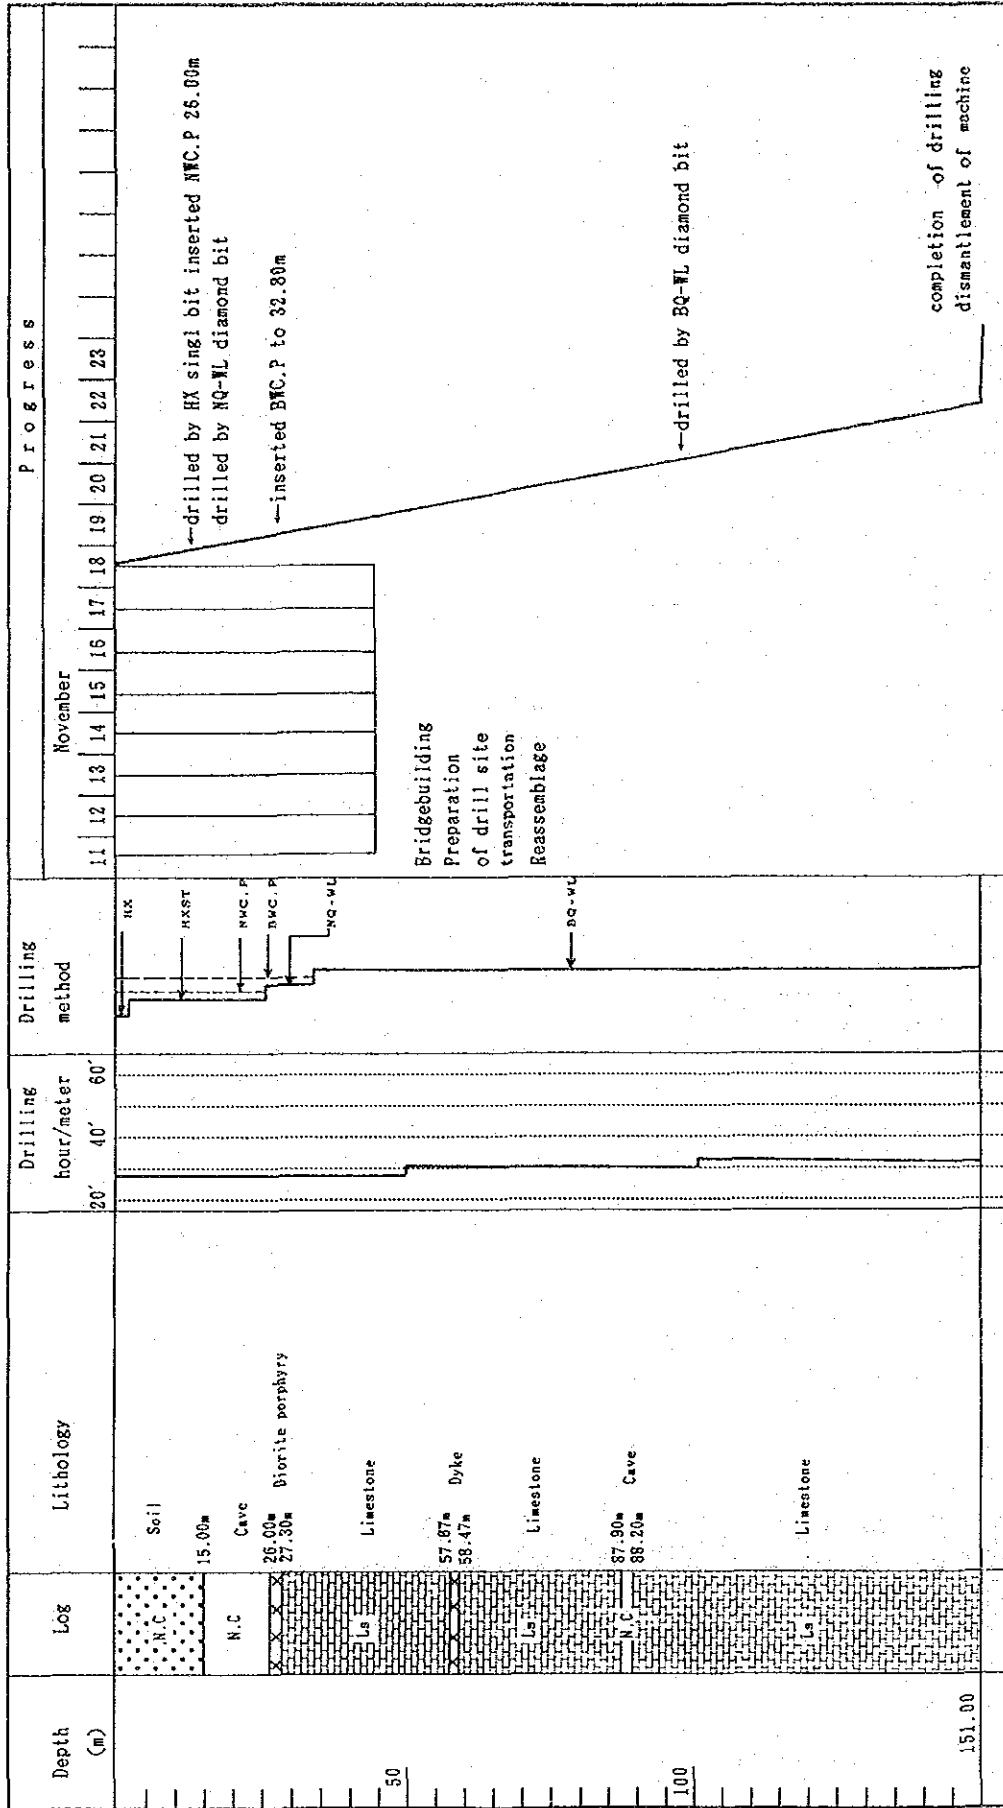 Depth
(m)
Log
Lithology
Drilling
hour/meter
20′ 40′ 60′
Drilling
method
Progress
November
11 12 13 14 15 16 17 18 19 20 21 22 23
50
100
151.00
N.C
N.C
Ls
Ls
N.C
Ls
Soil
15.00m
Cave
26.00m
27.30m
Diorite porphyry
Limestone
57.67m
58.47m
Dyke
Limestone
87.90m
88.20m
Cave
Limestone
HX
HXST
NWC.P
BWC.P
NQ-WL
BQ-WL
Bridgebuilding
Preparation
of drill site
transportation
Reassemblage
←drilled by HX singl bit inserted NWC.P 26.00m
drilled by NQ-WL diamond bit
←inserted BWC.P to 32.80m
←drilled by BQ-WL diamond bit
completion of drilling
dismantlement of machine